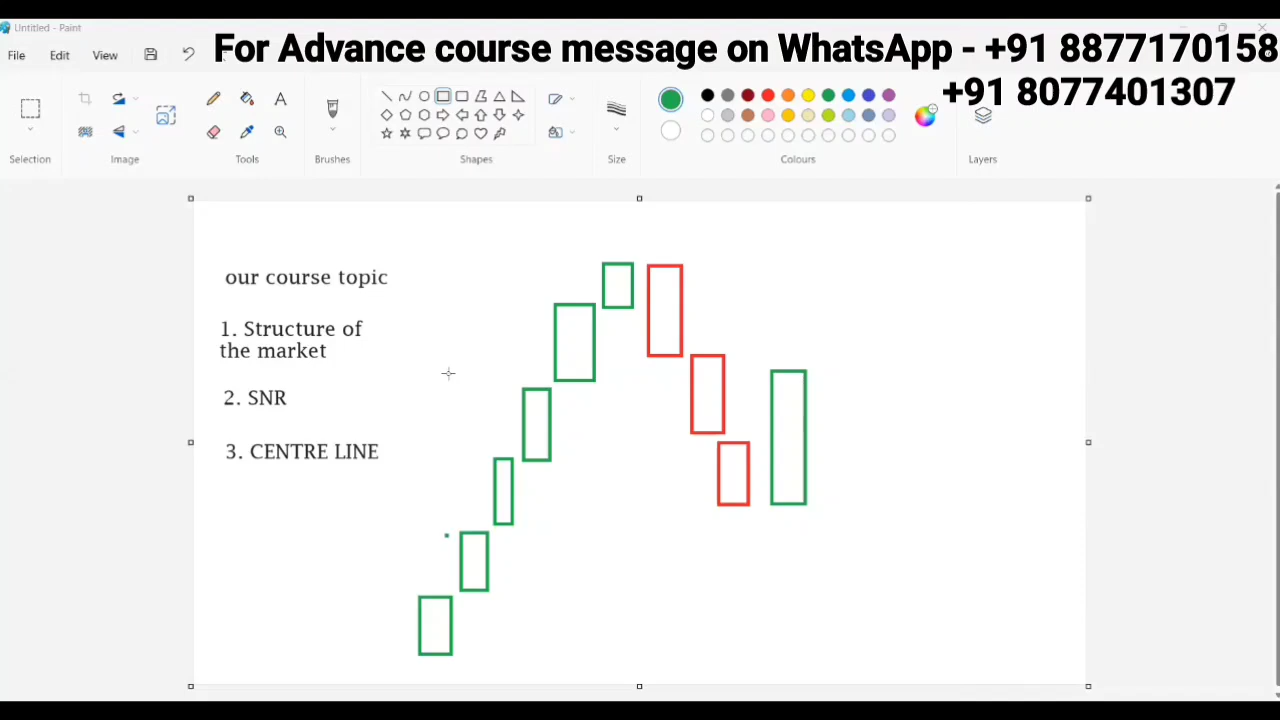 Untitled - Paint
File Edit View
For Advance course message on WhatsApp - +91 8877170158
+91 8077401307
Selection Image Tools Brushes Shapes Size Colours Layers
our course topic
1. Structure of
the market
2. SNR
3. CENTRE LINE